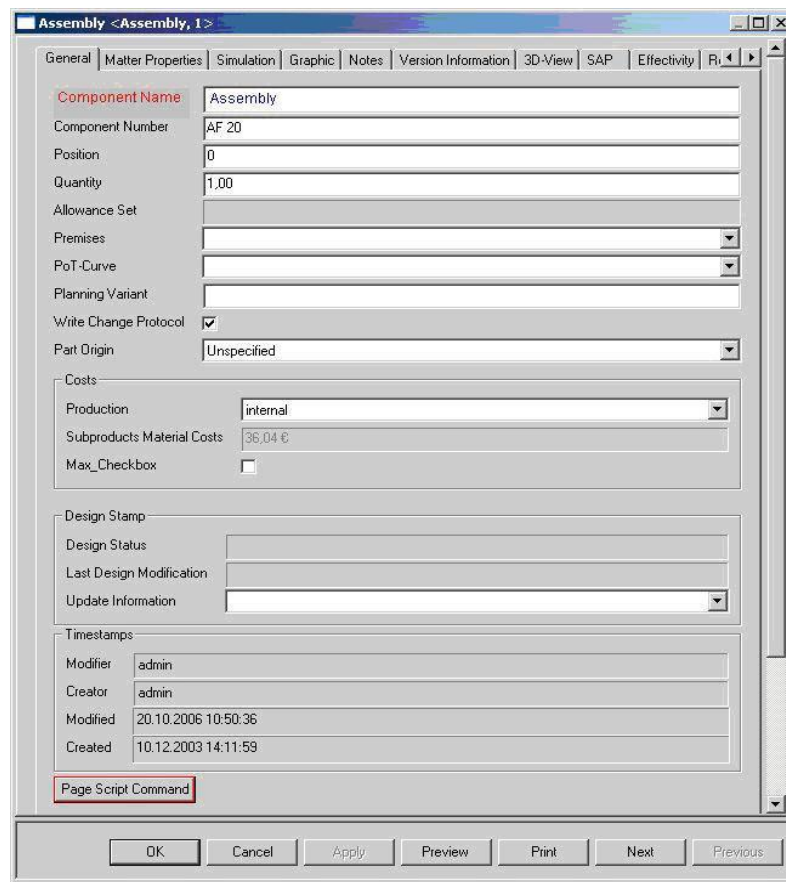 Assembly <Assembly, 1>
General Matter Properties Simulation Graphic Notes Version Information 3D-View SAP Effectivity
Component Name Assembly
Component Number AF 20
Position 0
Quantity 1,00
Allowance Set
Premises
PoT-Curve
Planning Variant
Write Change Protocol
Part Origin Unspecified
Costs
Production internal
Subproducts Material Costs 36,04 €
Max_Checkbox
Design Stamp
Design Status
Last Design Modification
Update Information
Timestamps
Modifier admin
Creator admin
Modified 20.10.2006 10:50:36
Created 10.12.2003 14:11:59
Page Script Command
OK Cancel Apply Preview Print Next Previous